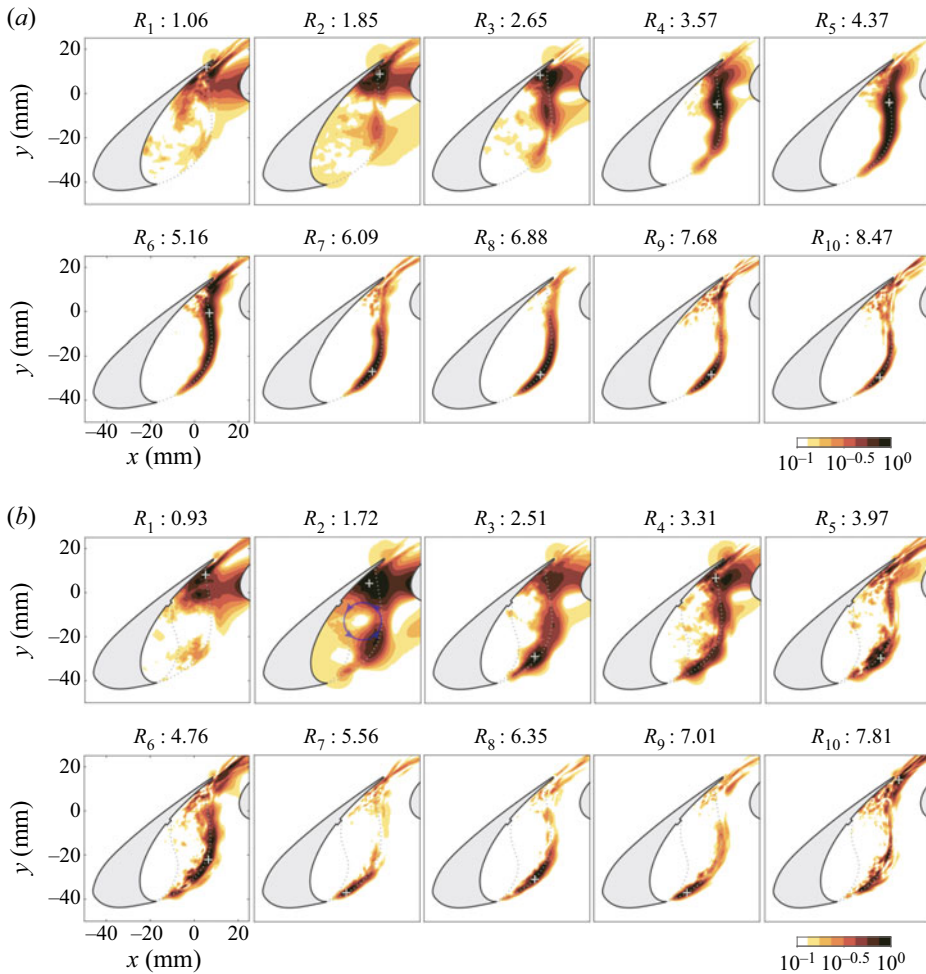 (a)
R1 : 1.06 R2 : 1.85 R3 : 2.65 R4 : 3.57 R5 : 4.37
20
0
y (mm)
–20
–40
R6 : 5.16 R7 : 6.09 R8 : 6.88 R9 : 7.68 R10 : 8.47
20
0
y (mm)
–20
–40
–40 –20 0 20
x (mm)
10–1 10–0.5 100
(b)
R1 : 0.93 R2 : 1.72 R3 : 2.51 R4 : 3.31 R5 : 3.97
20
0
y (mm)
–20
–40
R6 : 4.76 R7 : 5.56 R8 : 6.35 R9 : 7.01 R10 : 7.81
20
0
y (mm)
–20
–40
–40 –20 0 20
x (mm)
10–1 10–0.5 100